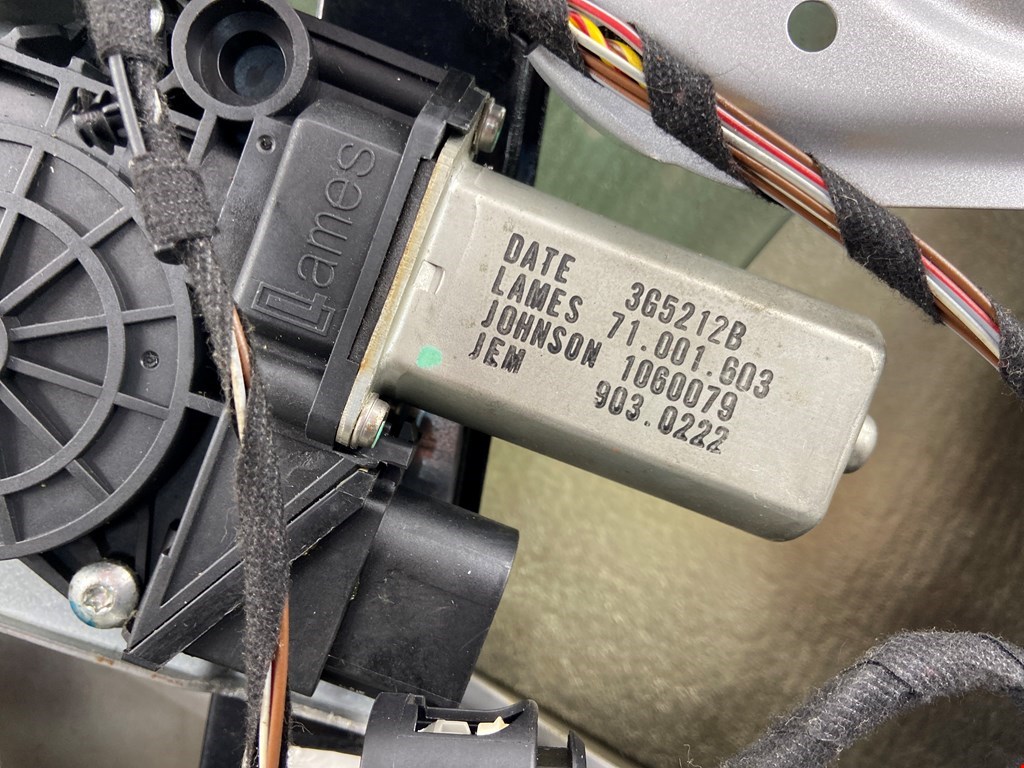 Lames
DATE 3G5212B
LAMES 71.001.603
JOHNSON 1060079
JEM 903.0222